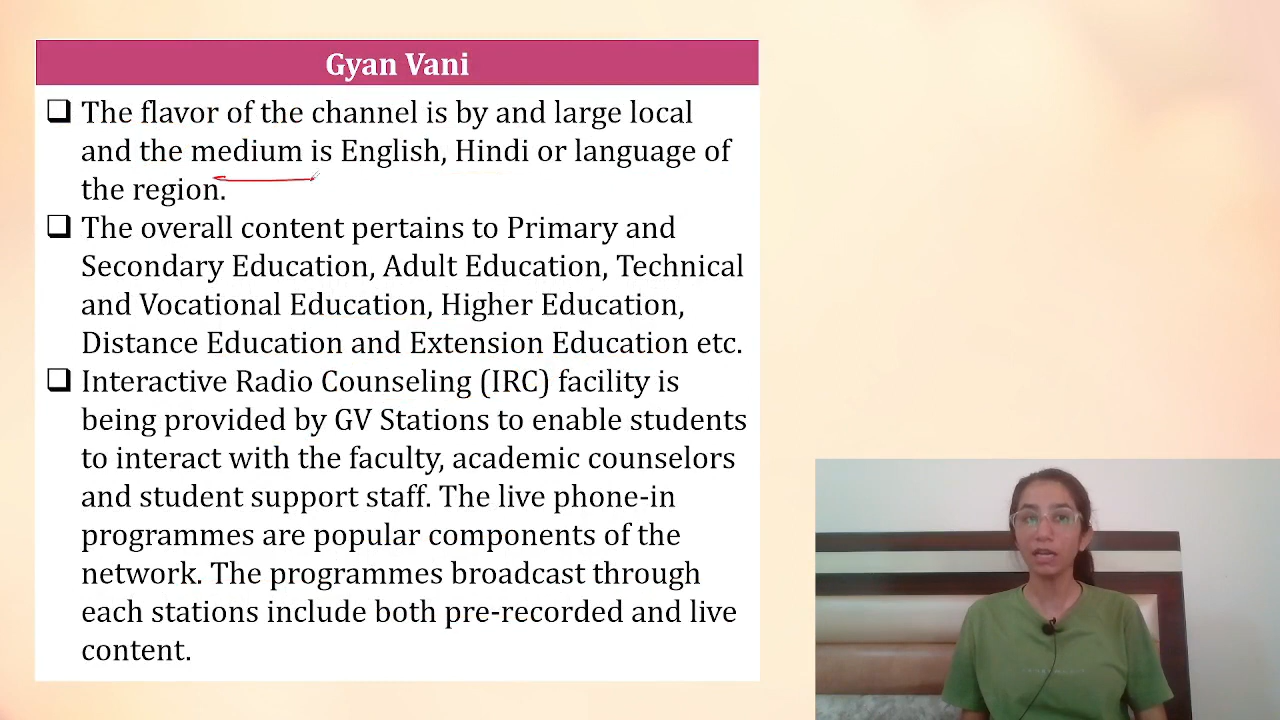 Gyan Vani
❑ The flavor of the channel is by and large local
and the medium is English, Hindi or language of
the region.
❑ The overall content pertains to Primary and
Secondary Education, Adult Education, Technical
and Vocational Education, Higher Education,
Distance Education and Extension Education etc.
❑ Interactive Radio Counseling (IRC) facility is
being provided by GV Stations to enable students
to interact with the faculty, academic counselors
and student support staff. The live phone-in
programmes are popular components of the
network. The programmes broadcast through
each stations include both pre-recorded and live
content.